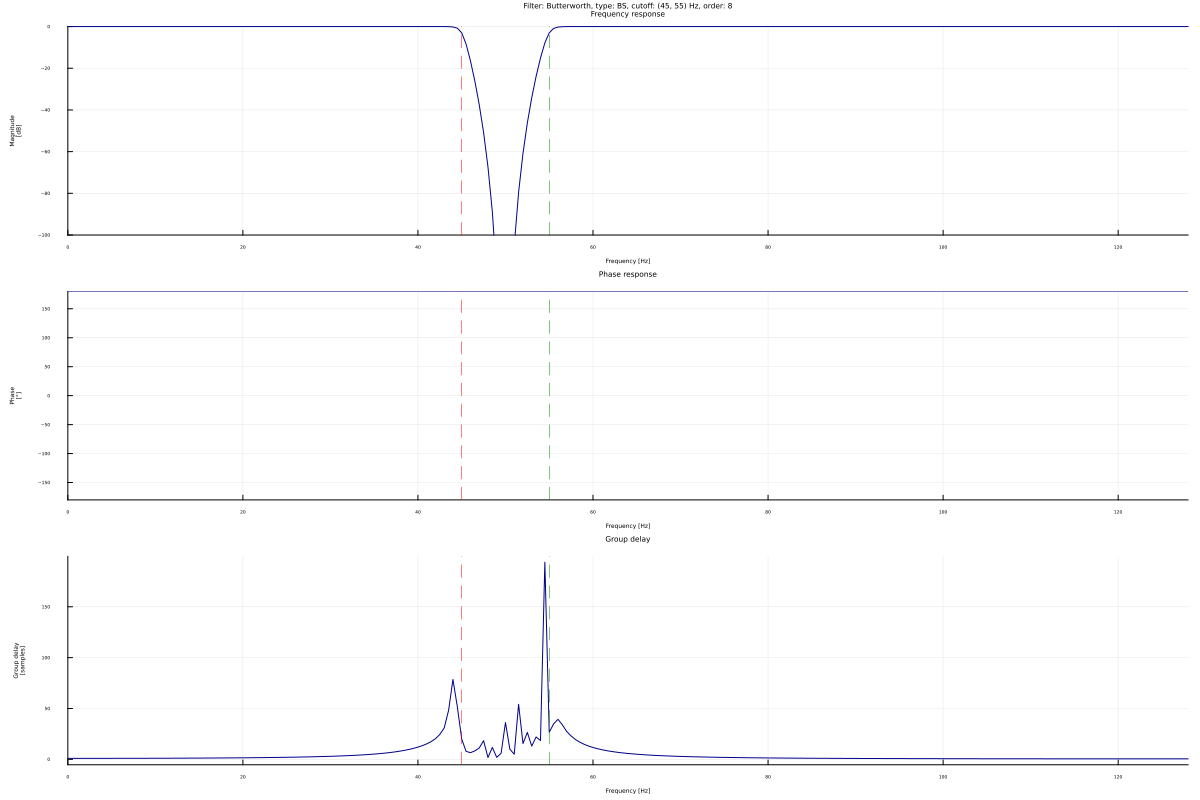 Filter: Butterworth, type: BS, cutoff: (45, 55) Hz, order: 8
Frequency response
Magnitude
[dB]
0
−20
−40
−60
−80
−100
0 20 40 60 80 100 120
Frequency [Hz]
Phase response
Phase
[°]
150
100
50
0
−50
−100
−150
0 20 40 60 80 100 120
Frequency [Hz]
Group delay
Group delay
[samples]
150
100
50
0
0 20 40 60 80 100 120
Frequency [Hz]